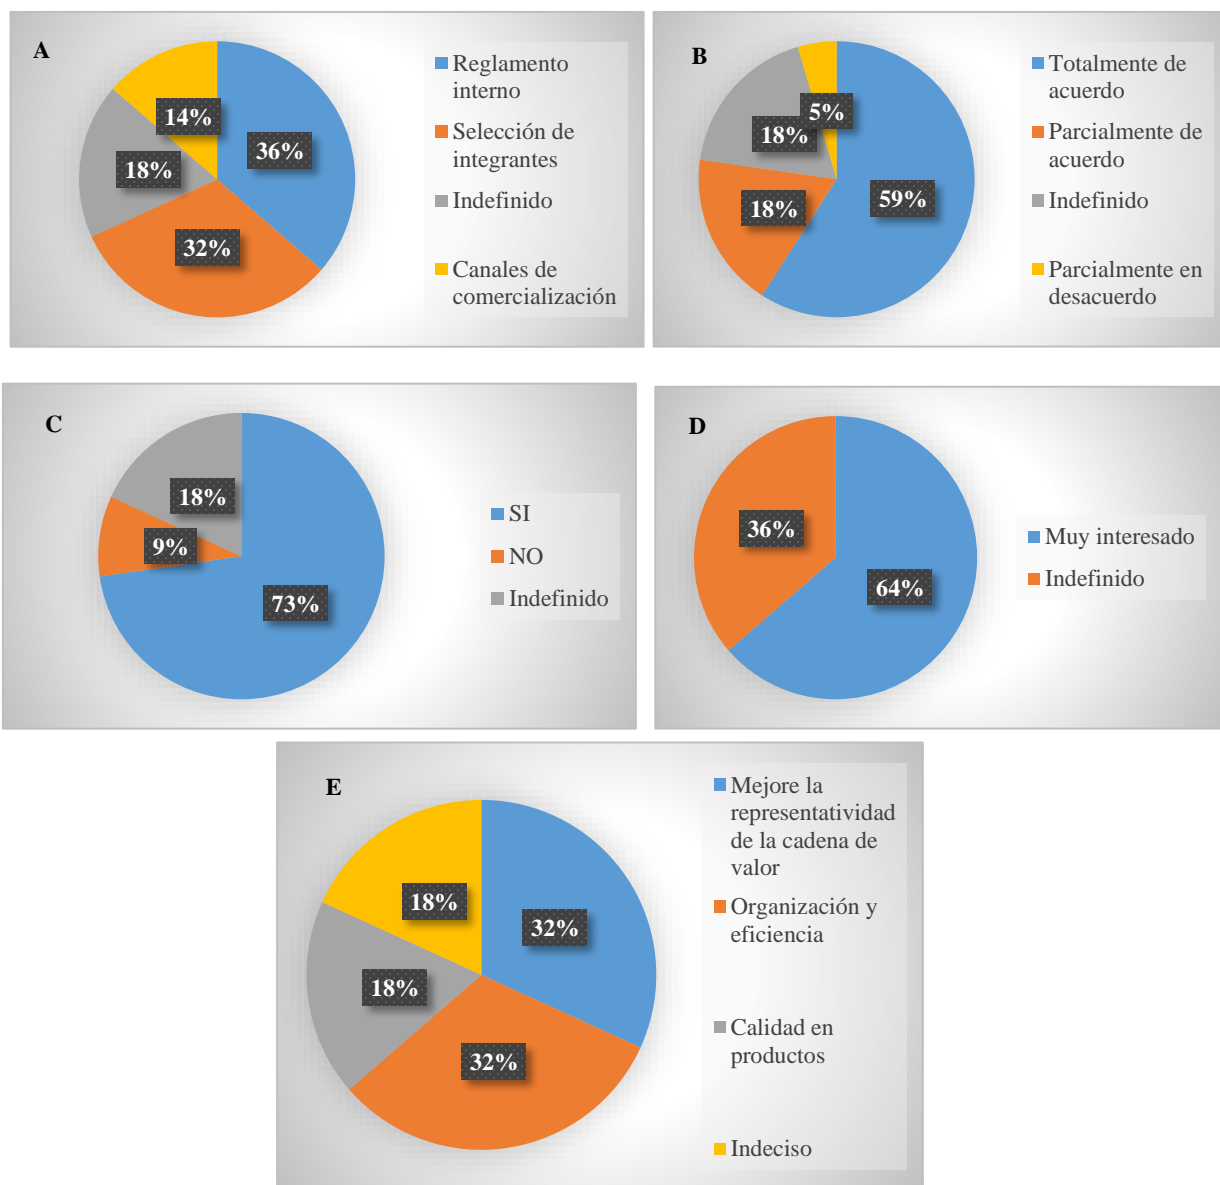 A
14%
36%
18%
32%
Reglamento
interno
Selección de
integrantes
Indefinido
Canales de
comercialización
B
5%
18%
59%
18%
Totalmente de
acuerdo
Parcialmente de
acuerdo
Indefinido
Parcialmente en
desacuerdo
C
18%
9%
73%
SI
NO
Indefinido
D
36%
64%
Muy interesado
Indefinido
E
18%
32%
18%
32%
Mejore la
representatividad
de la cadena de
valor
Organización y
eficiencia
Calidad en
productos
Indeciso